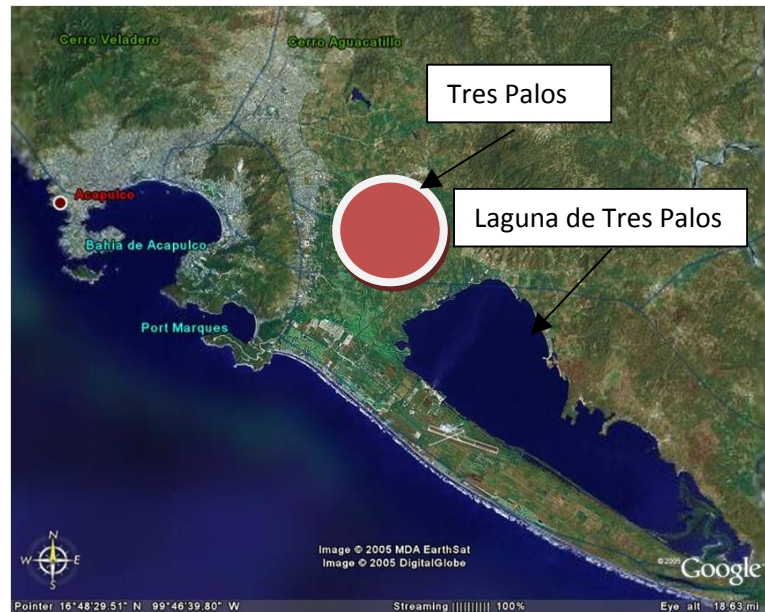 Cerro Veladero
Cerro Aguacatillo
Tres Palos
Acapulco
Laguna de Tres Palos
Bahia de Acapulco
Port Marques
N
W E
S
Image © 2005 MDA EarthSat
Image © 2005 DigitalGlobe
©2005 Google
Pointer 16°48'29.51" N 99°46'39.80" W Streaming |||||||||| 100% Eye alt 18.63 mi